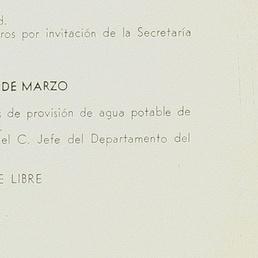 d.
ros por invitación de la Secretaría
DE MARZO
de provisión de agua potable de
el C. Jefe del Departamento del
LIBRE